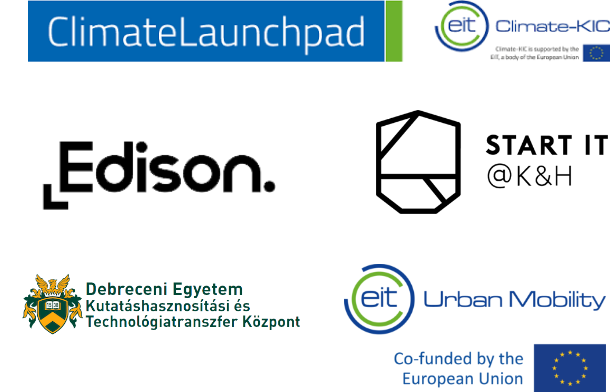 ClimateLaunchpad
eit Climate-KIC
Climate-KIC is supported by the
EIT, a body of the European Union
Edison.
START IT
@K&H
Debreceni Egyetem
Kutatáshasznosítási és
Technológiatranszfer Központ
eit Urban Mobility
Co-funded by the
European Union